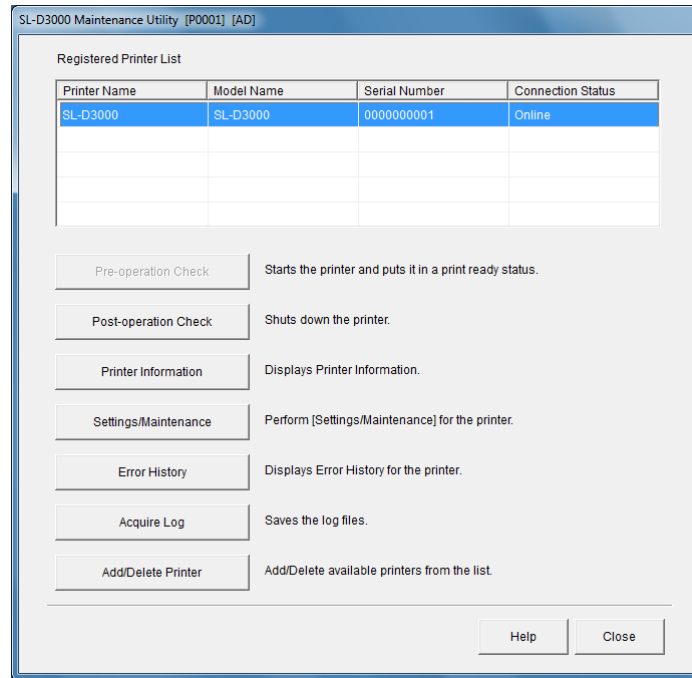 SL-D3000 Maintenance Utility [P0001] [AD]
Registered Printer List
Printer Name Model Name Serial Number Connection Status
SL-D3000 SL-D3000 0000000001 Online
Pre-operation Check Starts the printer and puts it in a print ready status.
Post-operation Check Shuts down the printer.
Printer Information Displays Printer Information.
Settings/Maintenance Perform [Settings/Maintenance] for the printer.
Error History Displays Error History for the printer.
Acquire Log Saves the log files.
Add/Delete Printer Add/Delete available printers from the list.
Help Close